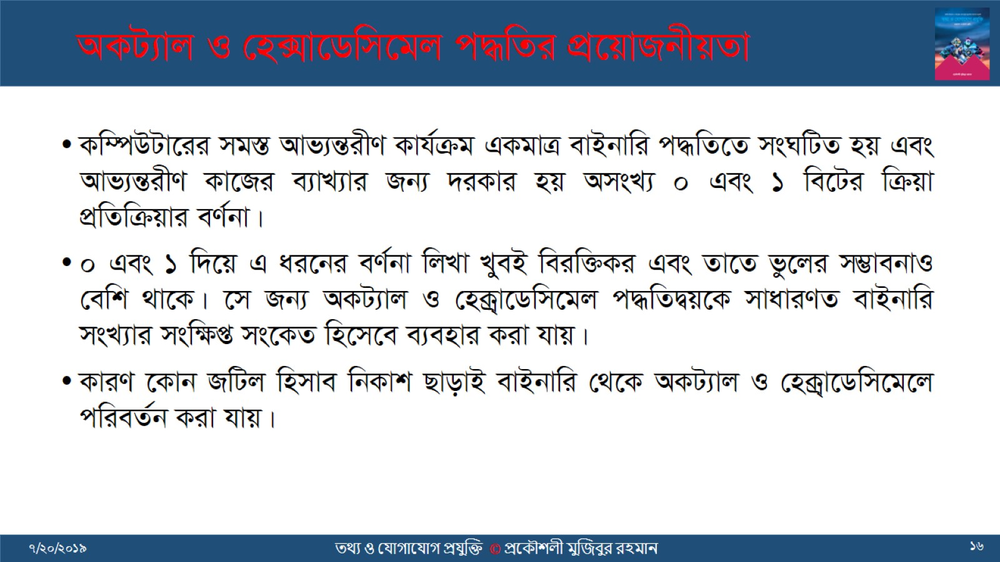 অকট্যাল ও হেক্সাডেসিমেল পদ্ধতির প্রয়োজনীয়তা
• কম্পিউটারের সমস্ত আভ্যন্তরীণ কার্যক্রম একমাত্র বাইনারি পদ্ধতিতে সংঘটিত হয় এবং
আভ্যন্তরীণ কাজের ব্যাখ্যার জন্য দরকার হয় অসংখ্য ০ এবং ১ বিটের ক্রিয়া
প্রতিক্রিয়ার বর্ণনা।
• ০ এবং ১ দিয়ে এ ধরনের বর্ণনা লিখা খুবই বিরক্তিকর এবং তাতে ভুলের সম্ভাবনাও
বেশি থাকে। সে জন্য অকট্যাল ও হেক্স্রাডেসিমেল পদ্ধতিদ্বয়কে সাধারণত বাইনারি
সংখ্যার সংক্ষিপ্ত সংকেত হিসেবে ব্যবহার করা যায়।
• কারণ কোন জটিল হিসাব নিকাশ ছাড়াই বাইনারি থেকে অকট্যাল ও হেক্স্রাডেসিমেলে
পরিবর্তন করা যায়।
৭/২০/২০১৯
তথ্য ও যোগাযোগ প্রযুক্তি © প্রকৌশলী মুজিবুর রহমান
১৬